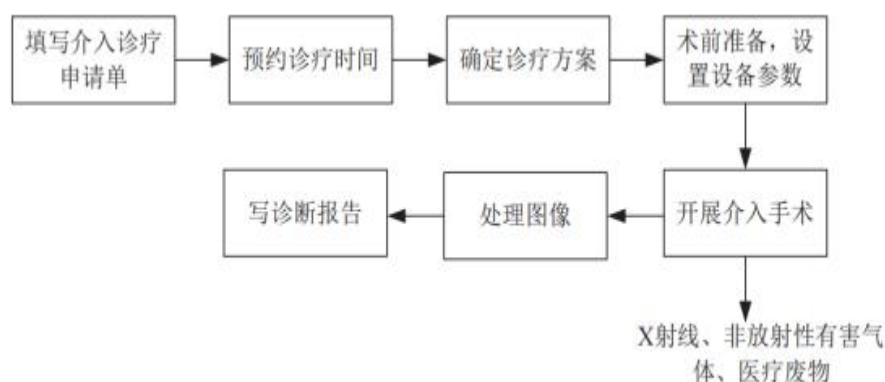 填写介入诊疗
申请单
预约诊疗时间
确定诊疗方案
术前准备，设
置设备参数
写诊断报告
处理图像
开展介入手术
X射线、非放射性有害气
体、医疗废物